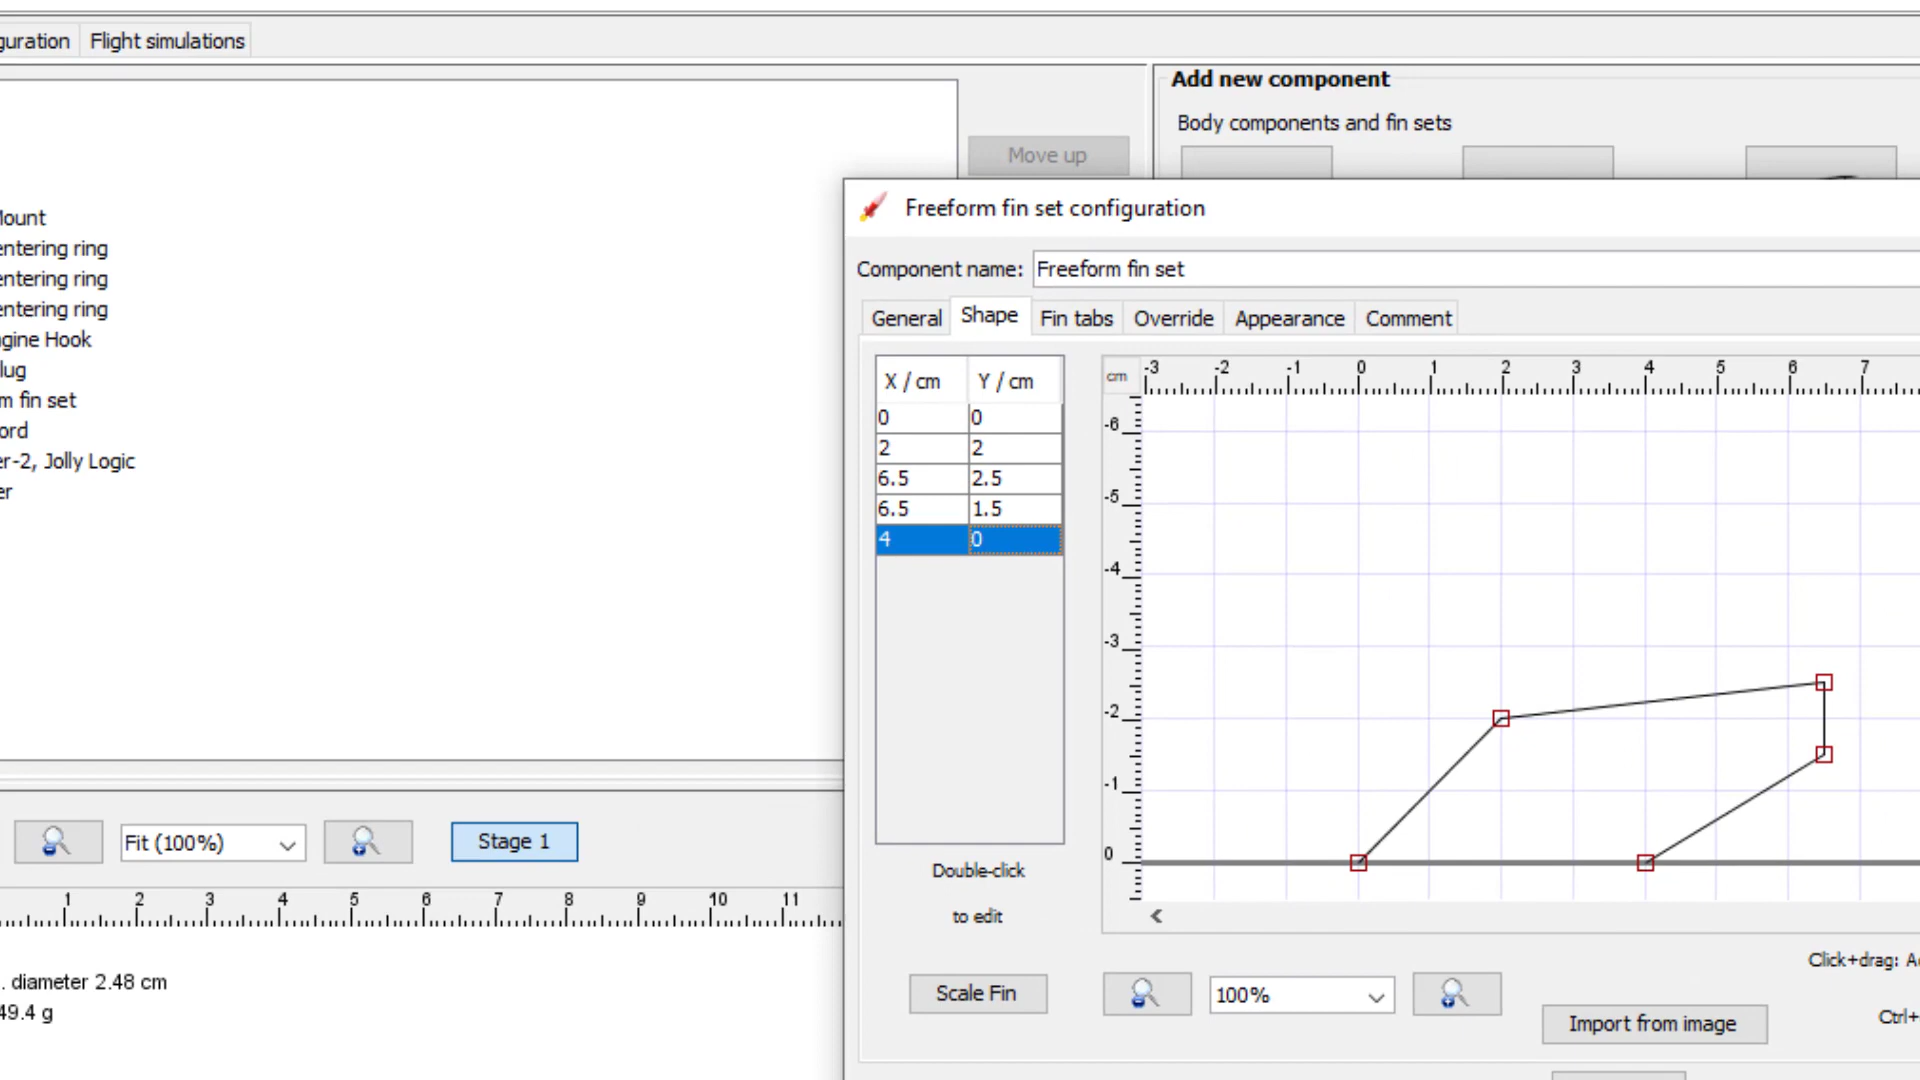 guration Flight simulations
Add new component
Body components and fin sets
Move up
Mount
entering ring
entering ring
entering ring
ngine Hook
lug
m fin set
ord
er-2, Jolly Logic
er
Freeform fin set configuration
Component name: Freeform fin set
General Shape Fin tabs Override Appearance Comment
X / cm Y / cm
0 0
2 2
6.5 2.5
6.5 1.5
4 0
cm -3 -2 -1 0 1 2 3 4 5 6 7
-6
-5
-4
-3
-2
-1
0
Double-click
to edit
Scale Fin
100%
Click+drag: A
Import from image
Ctrl+
Fit (100%)
Stage 1
1 2 3 4 5 6 7 8 9 10 11
. diameter 2.48 cm
49.4 g